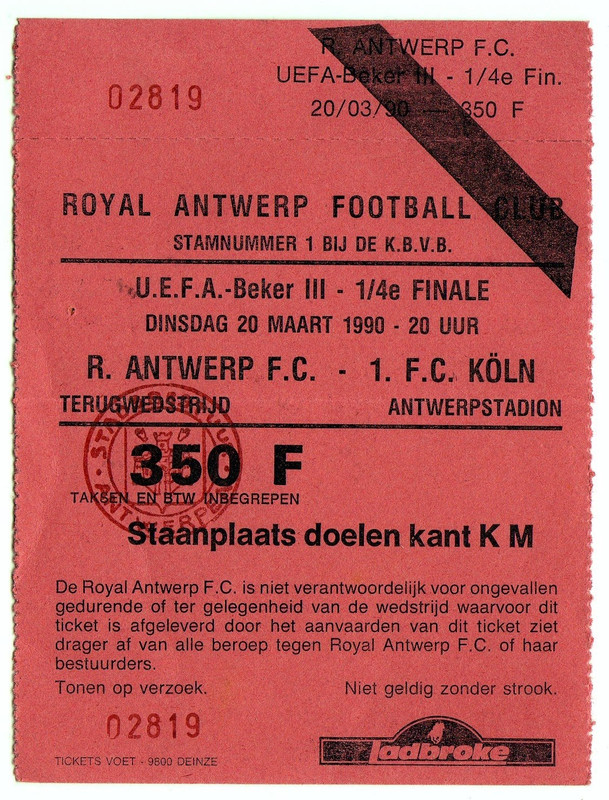 R. ANTWERP F.C.
UEFA-Beker III - 1/4e Fin.
02819
20/03/90 — 350 F
ROYAL ANTWERP FOOTBALL CLUB
STAMNUMMER 1 BIJ DE K.B.V.B.
U.E.F.A.-Beker III - 1/4e FINALE
DINSDAG 20 MAART 1990 - 20 UUR
R. ANTWERP F.C. - 1. F.C. KÖLN
TERUGWEDSTRIJD ANTWERPSTADION
350 F
TAKSEN EN BTW INBEGREPEN
ANTWERPEN
Staanplaats doelen kant K M
De Royal Antwerp F.C. is niet verantwoordelijk voor ongevallen
gedurende of ter gelegenheid van de wedstrijd waarvoor dit
ticket is afgeleverd door het aanvaarden van dit ticket ziet
drager af van alle beroep tegen Royal Antwerp F.C. of haar
bestuurders.
Tonen op verzoek. Niet geldig zonder strook.
02819
ladbroke
TICKETS VOET - 9800 DEINZE